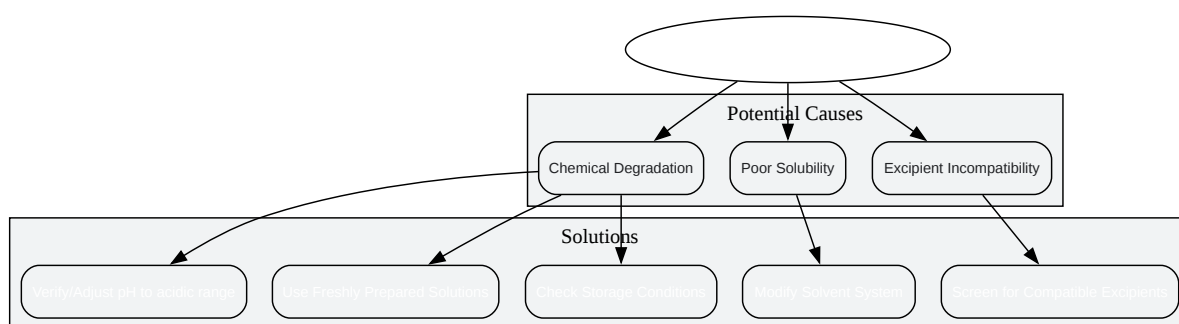 Potential Causes
Chemical Degradation
Poor Solubility
Excipient Incompatibility
Solutions
Verify/Adjust pH to acidic range
Use Freshly Prepared Solutions
Check Storage Conditions
Modify Solvent System
Screen for Compatible Excipients